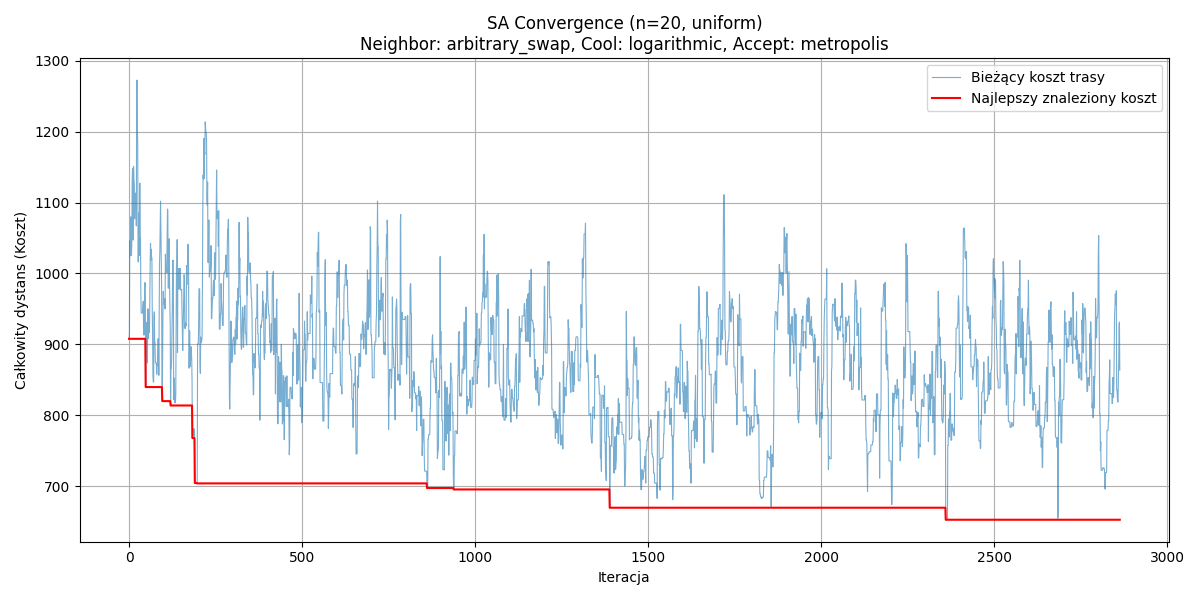 SA Convergence (n=20, uniform)
Neighbor: arbitrary_swap, Cool: logarithmic, Accept: metropolis
Bieżący koszt trasy
Najlepszy znaleziony koszt
Całkowity dystans (Koszt)
1300
1200
1100
1000
900
800
700
0 500 1000 1500 2000 2500 3000
Iteracja